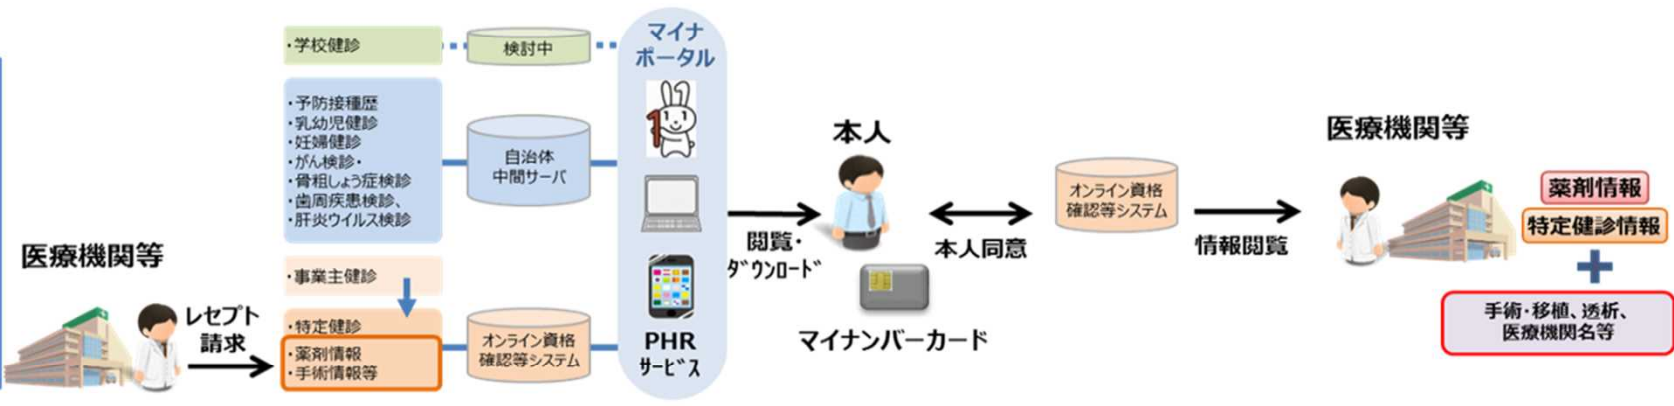 医療機関等
レセプト
請求
・学校健診
・予防接種歴
・乳幼児健診
・妊婦健診
・がん検診・
・骨粗しょう症検診
・歯周疾患検診、
・肝炎ウイルス検診
・事業主健診
・特定健診
・薬剤情報
・手術情報等
検討中
自治体
中間サーバ
オンライン資格
確認等システム
マイナ
ポータル
1
PHR
サービス
閲覧・
ダウンロード
本人
マイナンバーカード
本人同意
オンライン資格
確認等システム
情報閲覧
医療機関等
薬剤情報
特定健診情報
手術・移植、透析、
医療機関名等